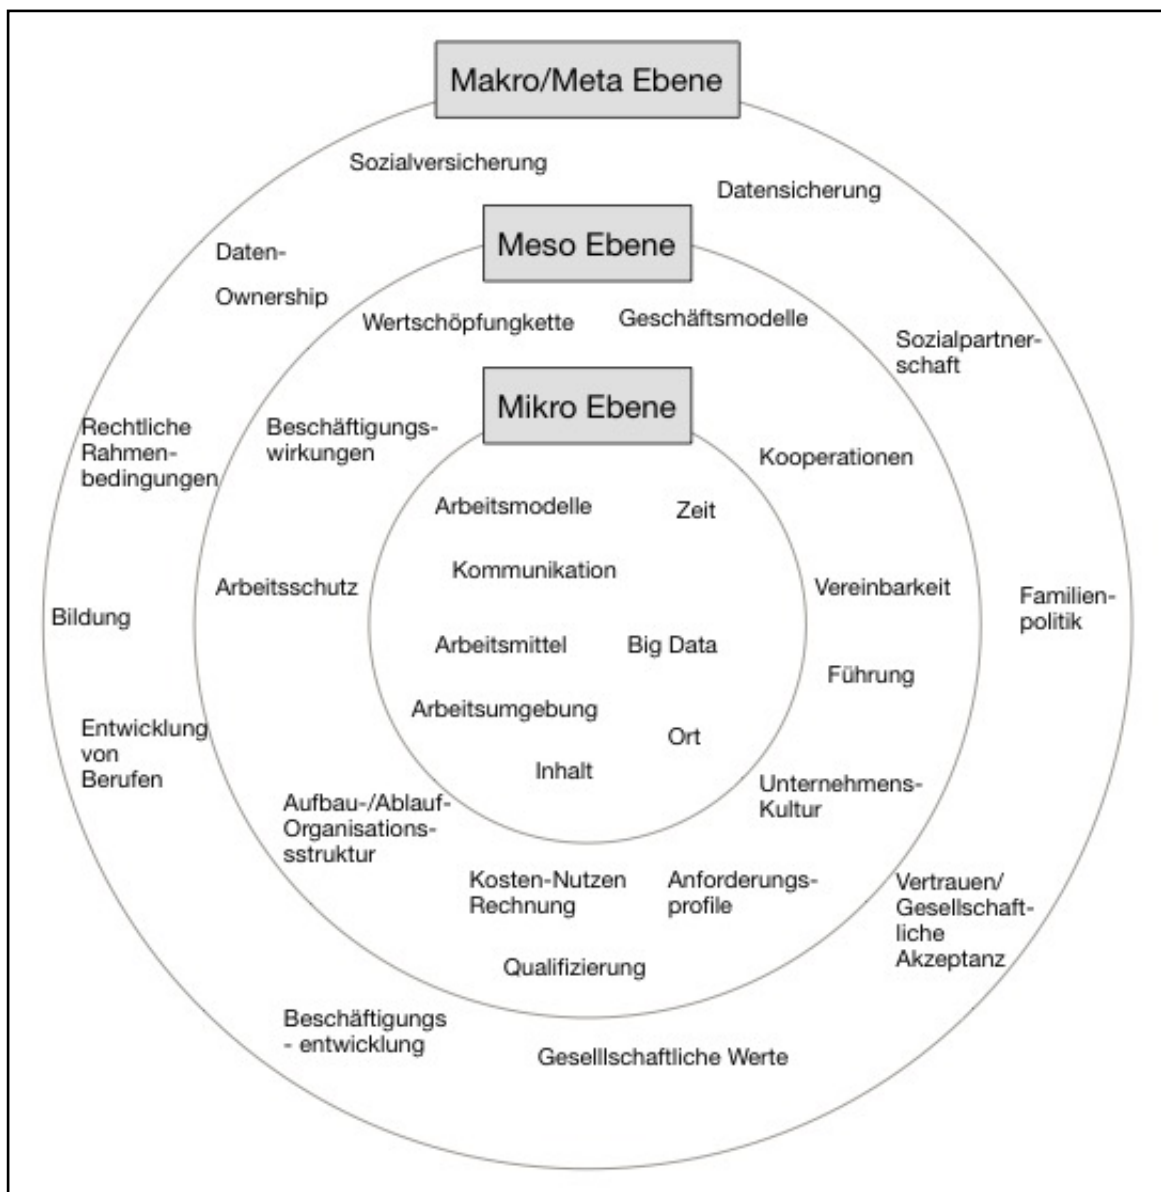 Makro/Meta Ebene
Sozialversicherung
Datensicherung
Daten-
Ownership
Meso Ebene
Wertschöpfungkette
Geschäftsmodelle
Sozialpartner-
schaft
Mikro Ebene
Rechtliche
Rahmen-
bedingungen
Beschäftigungs-
wirkungen
Kooperationen
Arbeitsmodelle
Zeit
Kommunikation
Arbeitsschutz
Vereinbarkeit
Bildung
Familien-
politik
Arbeitsmittel
Big Data
Führung
Arbeitsumgebung
Ort
Inhalt
Entwicklung
von
Berufen
Unternehmens-
Kultur
Aufbau-/Ablauf-
Organisations-
sstruktur
Kosten-Nutzen
Rechnung
Anforderungs-
profile
Vertrauen/
Gesellschaft-
liche
Akzeptanz
Qualifizierung
Beschäftigungs
- entwicklung
Geselllschaftliche Werte